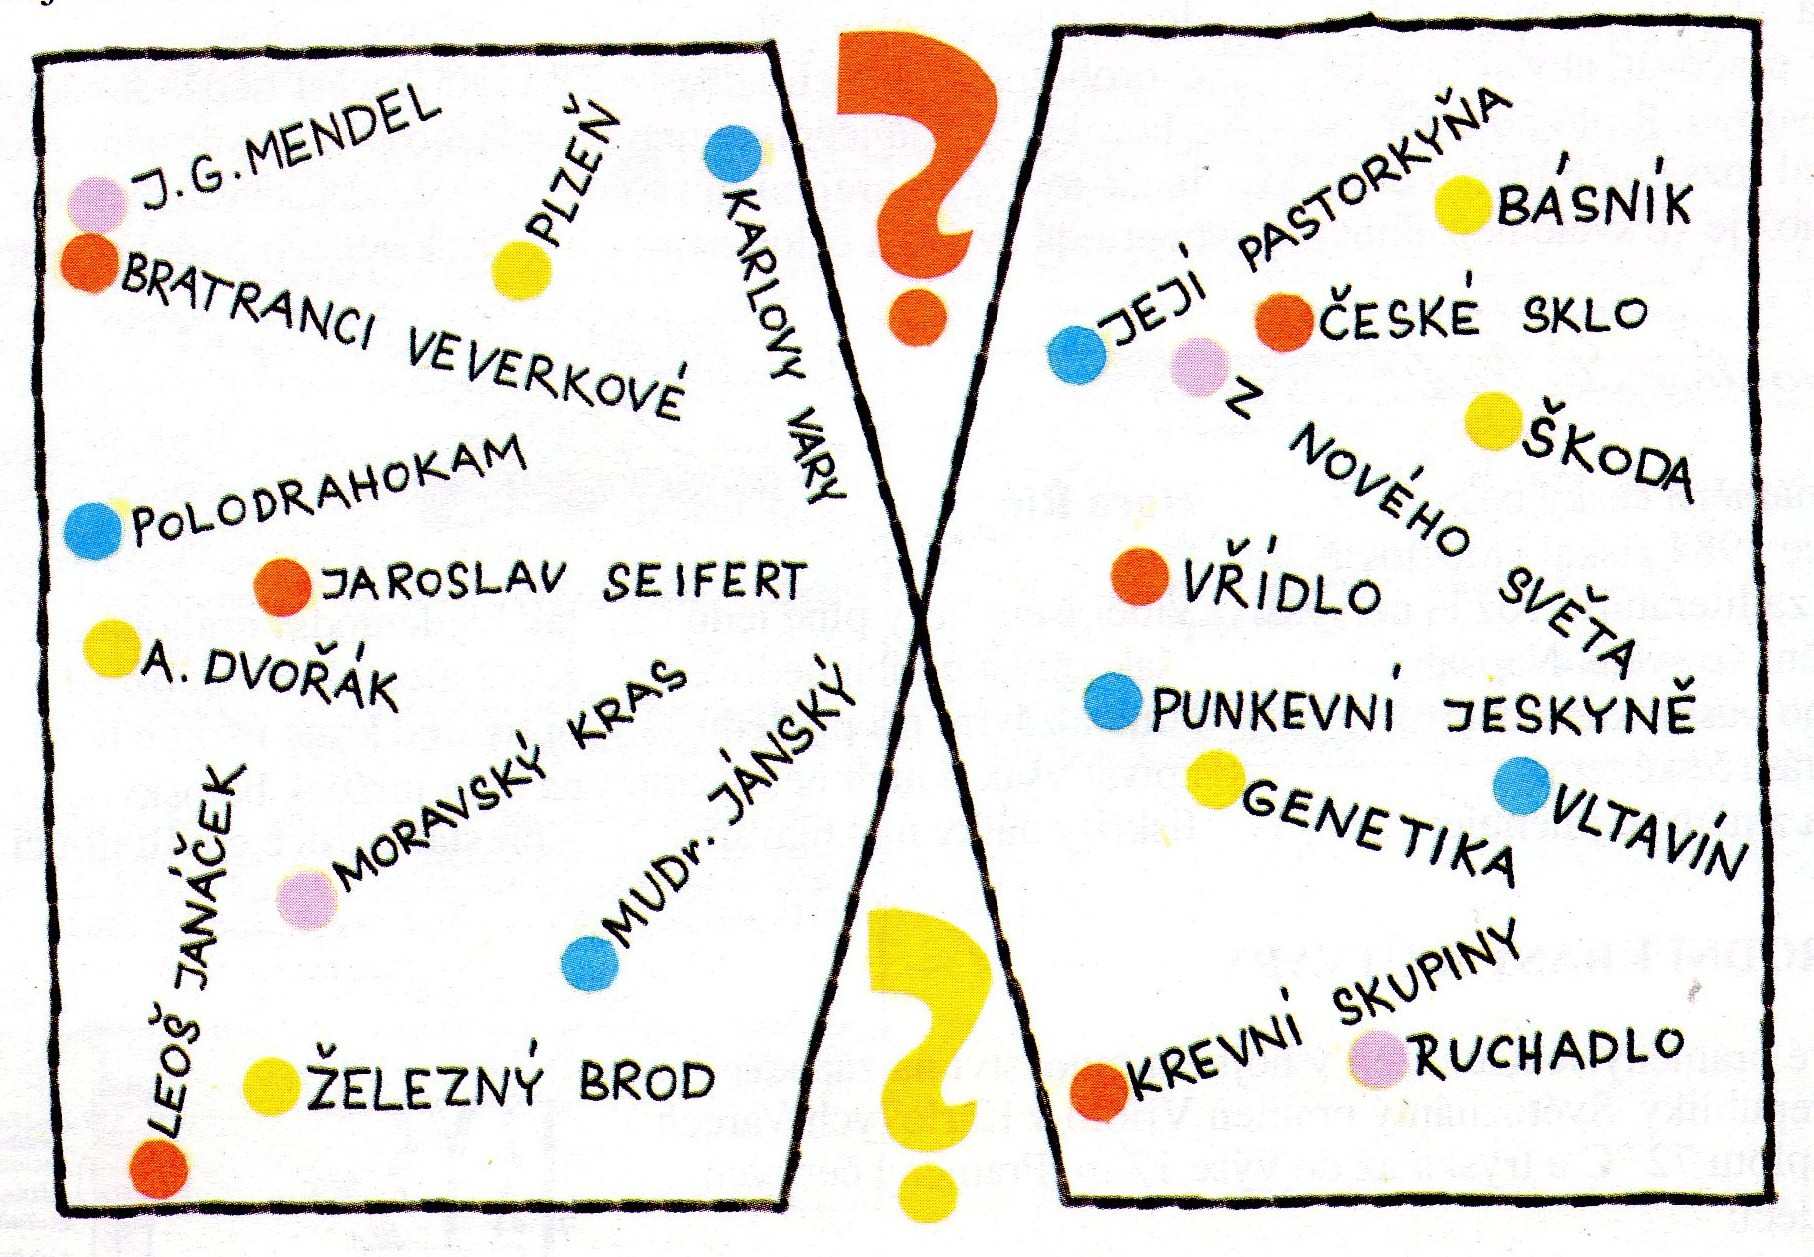 J.G. MENDEL
PLZEŇ
KARLOVY VARY
BRATRANCI VEVERKOVÉ
POLODRAHOKAM
JAROSLAV SEIFERT
A. DVOŘÁK
MORAVSKÝ KRAS
MUDr. JÁNSKÝ
LEOŠ JANÁČEK
ŽELEZNÝ BROD
?
?
JEJÍ PASTORKYŇA
BÁSNÍK
ČESKÉ SKLO
Z NOVÉHO SVĚTA
ŠKODA
VŘÍDLO
PUNKEVNÍ JESKYNĚ
GENETIKA
VLTAVÍN
KREVNÍ SKUPINY
RUCHADLO